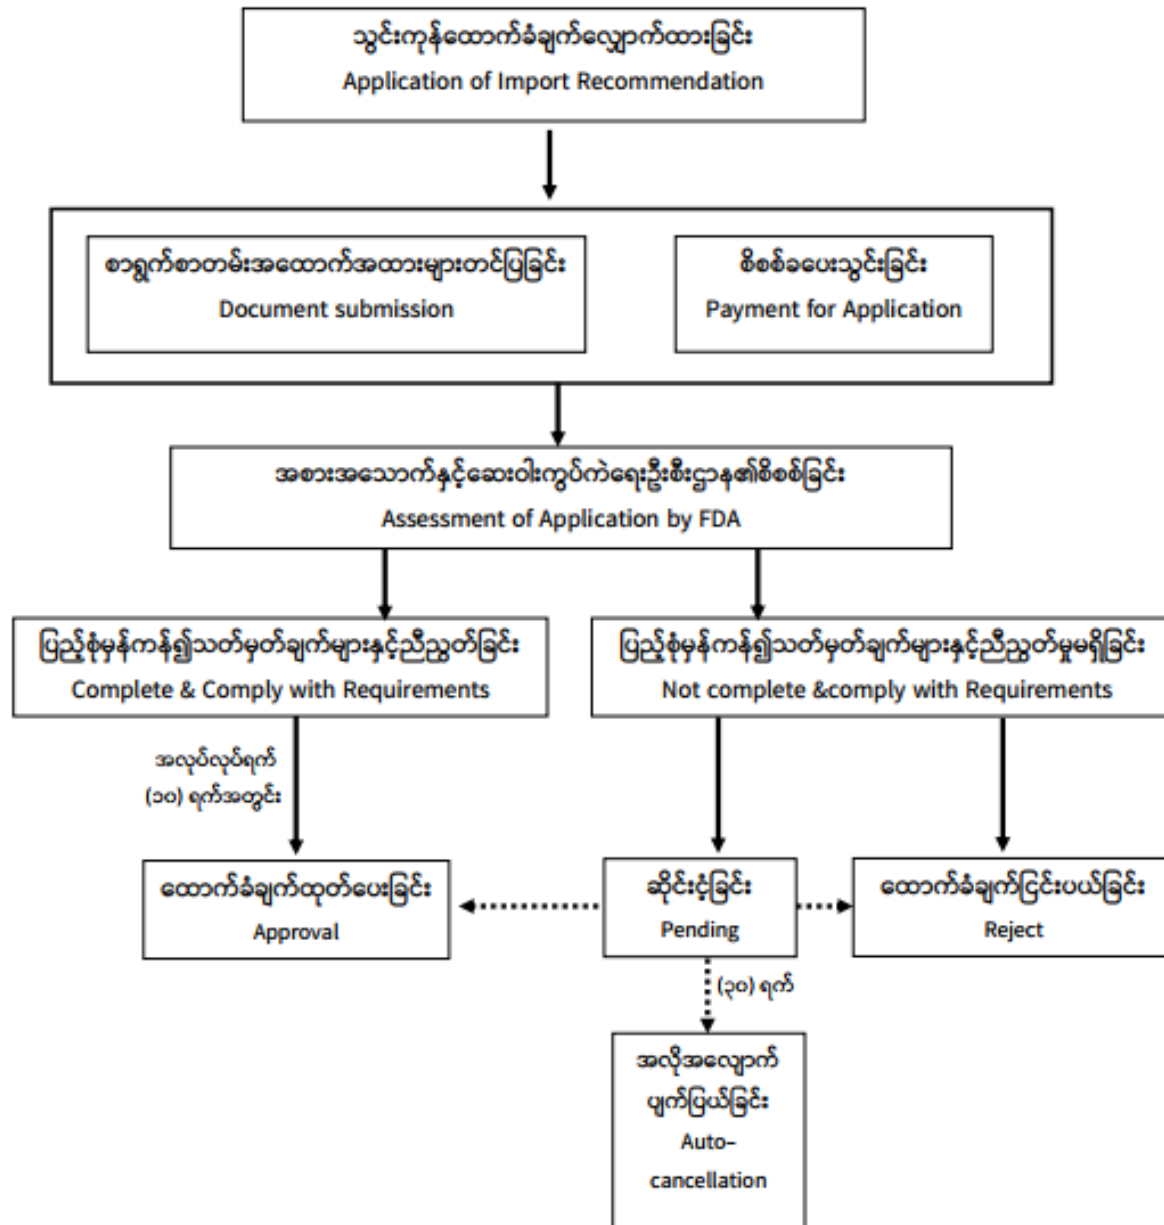 သွင်းကုန်ထောက်ခံချက်လျှောက်ထားခြင်း
Application of Import Recommendation
စာရွက်စာတမ်းအထောက်အထားများတင်ပြခြင်း
Document submission
စိစစ်ခပေးသွင်းခြင်း
Payment for Application
အစားအသောက်နှင့်ဆေးဝါးကွပ်ကဲရေးဦးစီးဌာန၏စိစစ်ခြင်း
Assessment of Application by FDA
ပြည့်စုံမှန်ကန်၍သတ်မှတ်ချက်များနှင့်ညီညွတ်ခြင်း
Complete & Comply with Requirements
ပြည့်စုံမှန်ကန်၍သတ်မှတ်ချက်များနှင့်ညီညွတ်မှုမရှိခြင်း
Not complete &comply with Requirements
အလုပ်လုပ်ရက်
(၁၀) ရက်အတွင်း
ထောက်ခံချက်ထုတ်ပေးခြင်း
Approval
ဆိုင်းငံ့ခြင်း
Pending
ထောက်ခံချက်ငြင်းပယ်ခြင်း
Reject
(၃၀) ရက်
အလိုအလျောက်
ပျက်ပြယ်ခြင်း
Auto-
cancellation